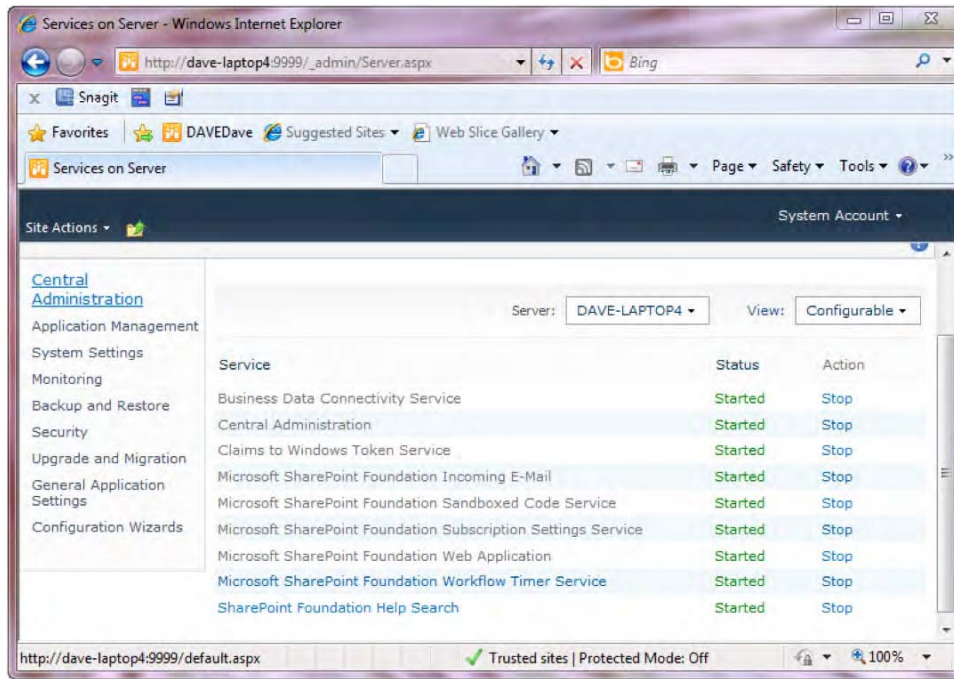 Services on Server - Windows Internet Explorer
http://dave-laptop4:9999/_admin/Server.aspx Bing
x Snagit
Favorites DAVEDave Suggested Sites Web Slice Gallery
Services on Server Page Safety Tools »
System Account
Site Actions
Central
Administration
Application Management
System Settings
Monitoring
Backup and Restore
Security
Upgrade and Migration
General Application
Settings
Configuration Wizards
Server: DAVE-LAPTOP4 View: Configurable
Service Status Action
Business Data Connectivity Service Started Stop
Central Administration Started Stop
Claims to Windows Token Service Started Stop
Microsoft SharePoint Foundation Incoming E-Mail Started Stop
Microsoft SharePoint Foundation Sandboxed Code Service Started Stop
Microsoft SharePoint Foundation Subscription Settings Service Started Stop
Microsoft SharePoint Foundation Web Application Started Stop
Microsoft SharePoint Foundation Workflow Timer Service Started Stop
SharePoint Foundation Help Search Started Stop
http://dave-laptop4:9999/default.aspx Trusted sites | Protected Mode: Off 100%